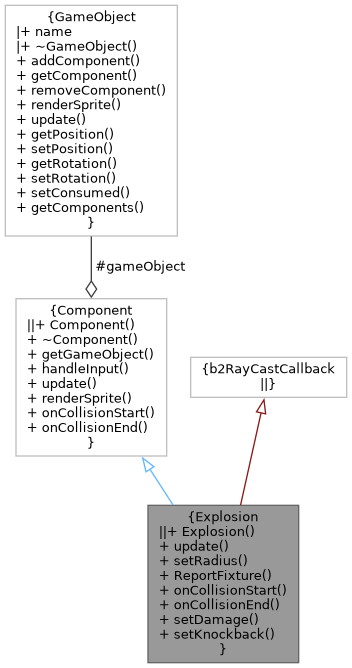 {GameObject
|+ name
|+ ~GameObject()
+ addComponent()
+ getComponent()
+ removeComponent()
+ renderSprite()
+ update()
+ getPosition()
+ setPosition()
+ getRotation()
+ setRotation()
+ setConsumed()
+ getComponents()
}
#gameObject
{Component
||+ Component()
+ ~Component()
+ getGameObject()
+ handleInput()
+ update()
+ renderSprite()
+ onCollisionStart()
+ onCollisionEnd()
}
{b2RayCastCallback
||}
{Explosion
||+ Explosion()
+ update()
+ setRadius()
+ ReportFixture()
+ onCollisionStart()
+ onCollisionEnd()
+ setDamage()
+ setKnockback()
}